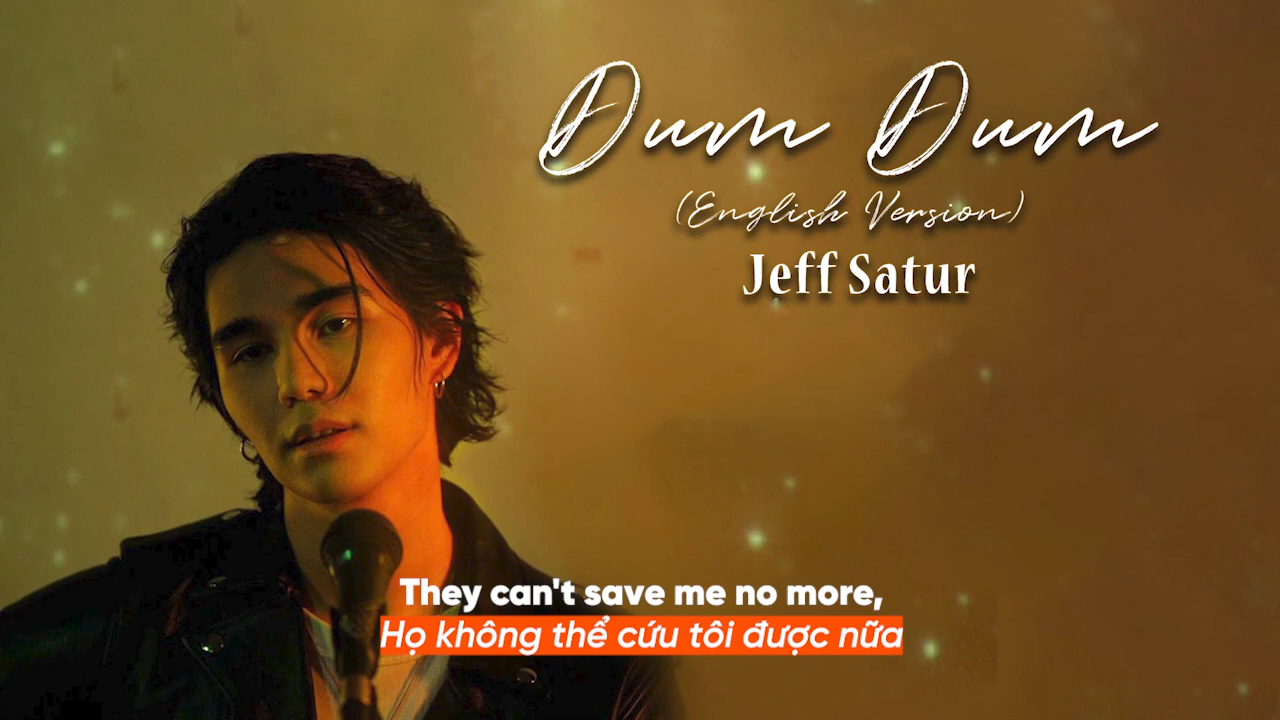 Dum Dum
(English Version)
Jeff Satur
They can't save me no more,
Họ không thể cứu tôi được nữa